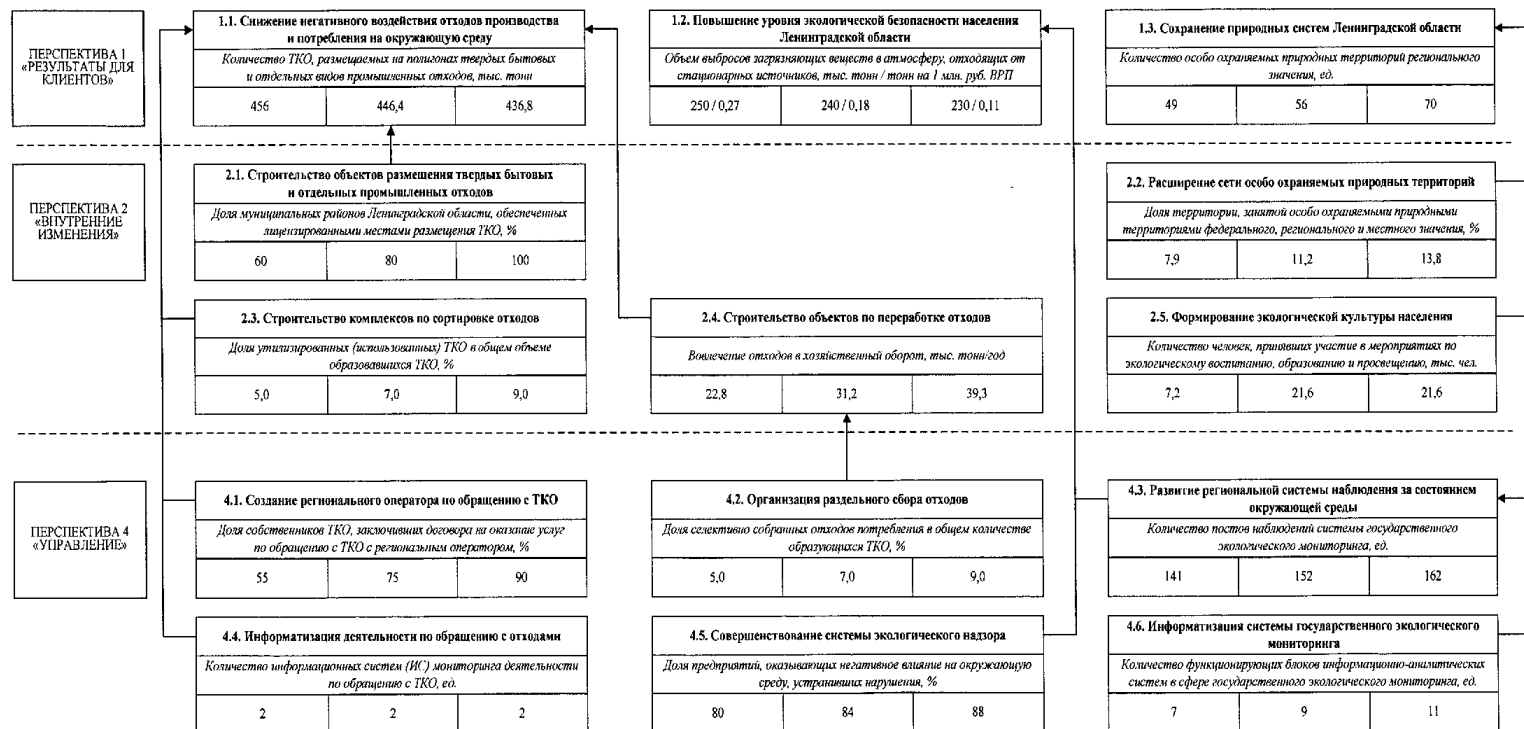 ПЕРСПЕКТИВА 1
«РЕЗУЛЬТАТЫ ДЛЯ
КЛИЕНТОВ»
1.1. Снижение негативного воздействия отходов производства
и потребления на окружающую среду
Количество ТКО, размещаемых на полигонах твердых бытовых
и отдельных видов промышленных отходов, тыс. тонн
456 446,4 436,8
1.2. Повышение уровня экологической безопасности населения
Ленинградской области
Объем выбросов загрязняющих веществ в атмосферу, отходящих от
стационарных источников, тыс. тонн / тонн на 1 млн. руб. ВРП
250 / 0,27 240 / 0,18 230 / 0,11
1.3. Сохранение природных систем Ленинградской области
Количество особо охраняемых природных территорий регионального
значения, ед.
49 56 70
ПЕРСПЕКТИВА 2
«ВНУТРЕННИЕ
ИЗМЕНЕНИЯ»
2.1. Строительство объектов размешения твердых бытовых
и отдельных промышленных отходов
Доля муниципальных районов Ленинградской области, обеспеченных
лицензированными местами размещения ТКО, %
60 80 100
2.2. Расширение сети особо охраняемых природных территорий
Доля территории, занятой особо охраняемыми природными
территориями федерального, регионального и местного значения, %
7,9 11,2 13,8
2.3. Строительство комплексов по сортировке отходов
Доля утилизированных (использованных) ТКО в общем объеме
образовавшихся ТКО, %
5,0 7,0 9,0
2.4. Строительство объектов по переработке отходов
Вовлечение отходов в хозяйственный оборот, тыс. тонн/год
22,8 31,2 39,3
2.5. Формирование экологической культуры населения
Количество человек, принявших участие в мероприятиях по
экологическому воспитанию, образованию и просвещению, тыс. чел.
7,2 21,6 21,6
ПЕРСПЕКТИВА 4
«УПРАВЛЕНИЕ»
4.1. Создание регионального оператора по обращению с ТКО
Доля собственников ТКО, заключивших договора на оказание услуг
по обращению с ТКО с региональным оператором, %
55 75 90
4.2. Организация раздельного сбора отходов
Доля селективно собранных отходов потребления в общем количестве
образующихся ТКО, %
5,0 7,0 9,0
4.3. Развитие региональной системы наблюдения за состоянием
окружающей среды
Количество постов наблюдений системы государственного
экологического мониторинга, ед.
141 152 162
4.4. Информатизация деятельности по обращению с отходами
Количество информационных систем (ИС) мониторинга деятельности
по обращению с ТКО, ед.
2 2 2
4.5. Совершенствование системы экологического надзора
Доля предприятий, оказывающих негативное влияние на окружающую
среду, устранивших нарушения, %
80 84 88
4.6. Информатизация системы государственного экологического
мониторинга
Количество функционирующих блоков информационно-аналитических
систем в сфере государственного экологического мониторинга, ед.
7 9 11